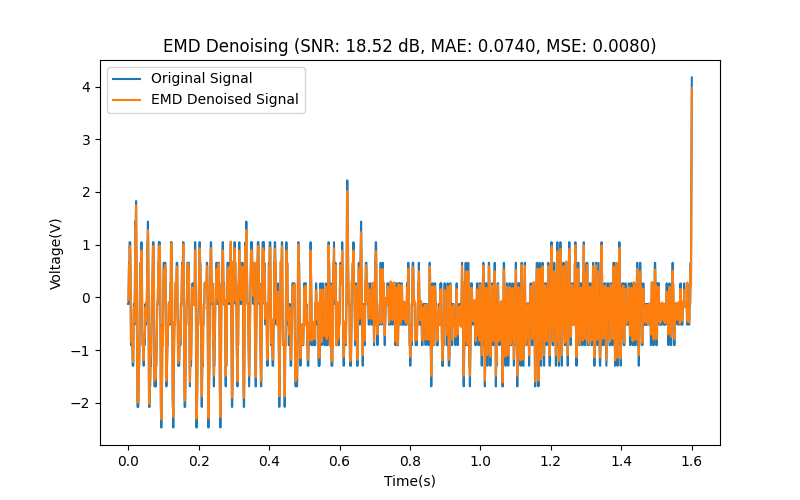 EMD Denoising (SNR: 18.52 dB, MAE: 0.0740, MSE: 0.0080)
Original Signal
EMD Denoised Signal
Voltage(V)
4
3
2
1
0
−1
−2
0.0 0.2 0.4 0.6 0.8 1.0 1.2 1.4 1.6
Time(s)